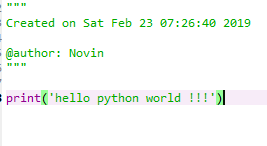 """
Created on Sat Feb 23 07:26:40 2019
@author: Novin
"""
print('hello python world !!!')